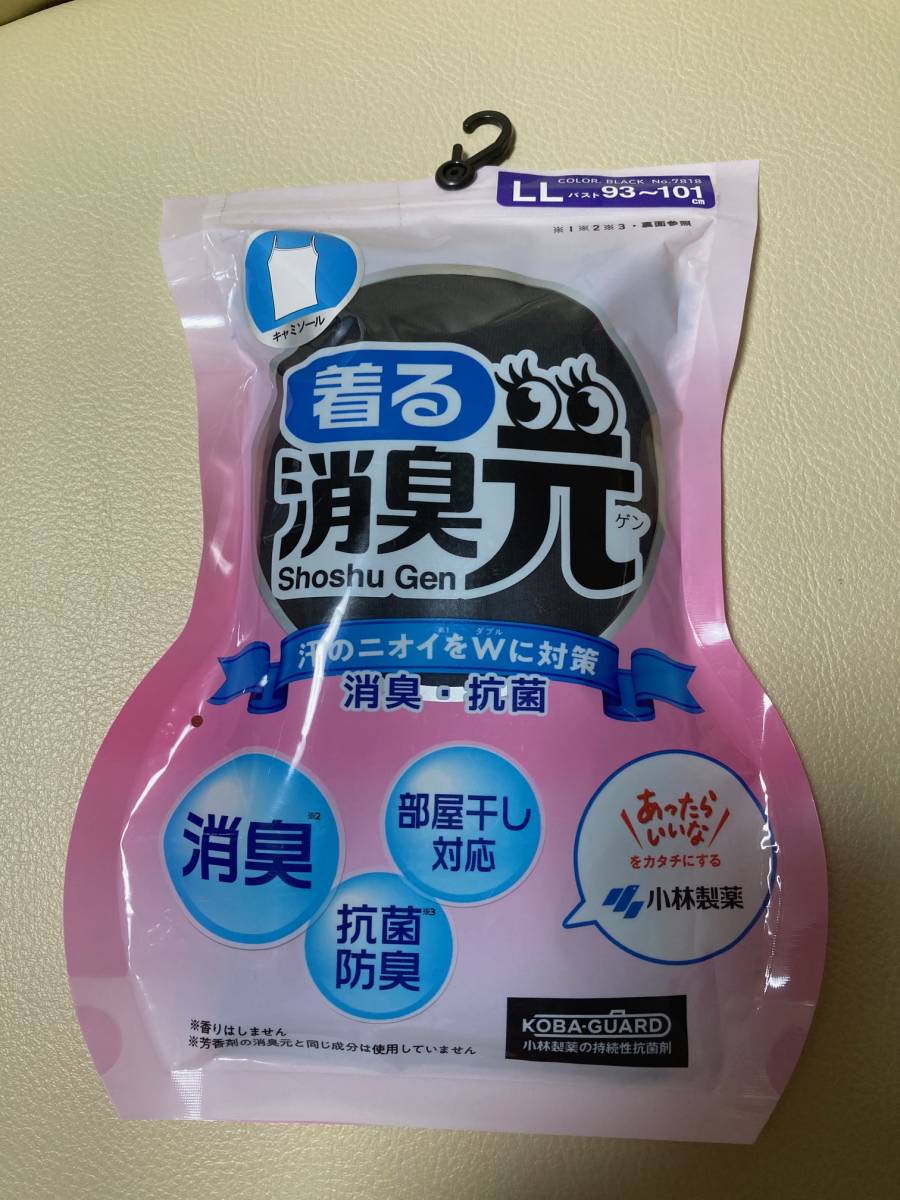 COLOR. BLACK No.7818
LL バスト93~101cm
※1※2※3・裏面参照
キャミソール
着る
消臭元
ゲン
Shoshu Gen
※1 ダブル
汗のニオイをWに対策
消臭・抗菌
消臭※2
部屋干し
対応
抗菌※3
防臭
あったら
いいな
をカタチにする
小林製薬
※香りはしません
※芳香剤の消臭元と同じ成分は使用していません
KOBA-GUARD
小林製薬の持続性抗菌剤